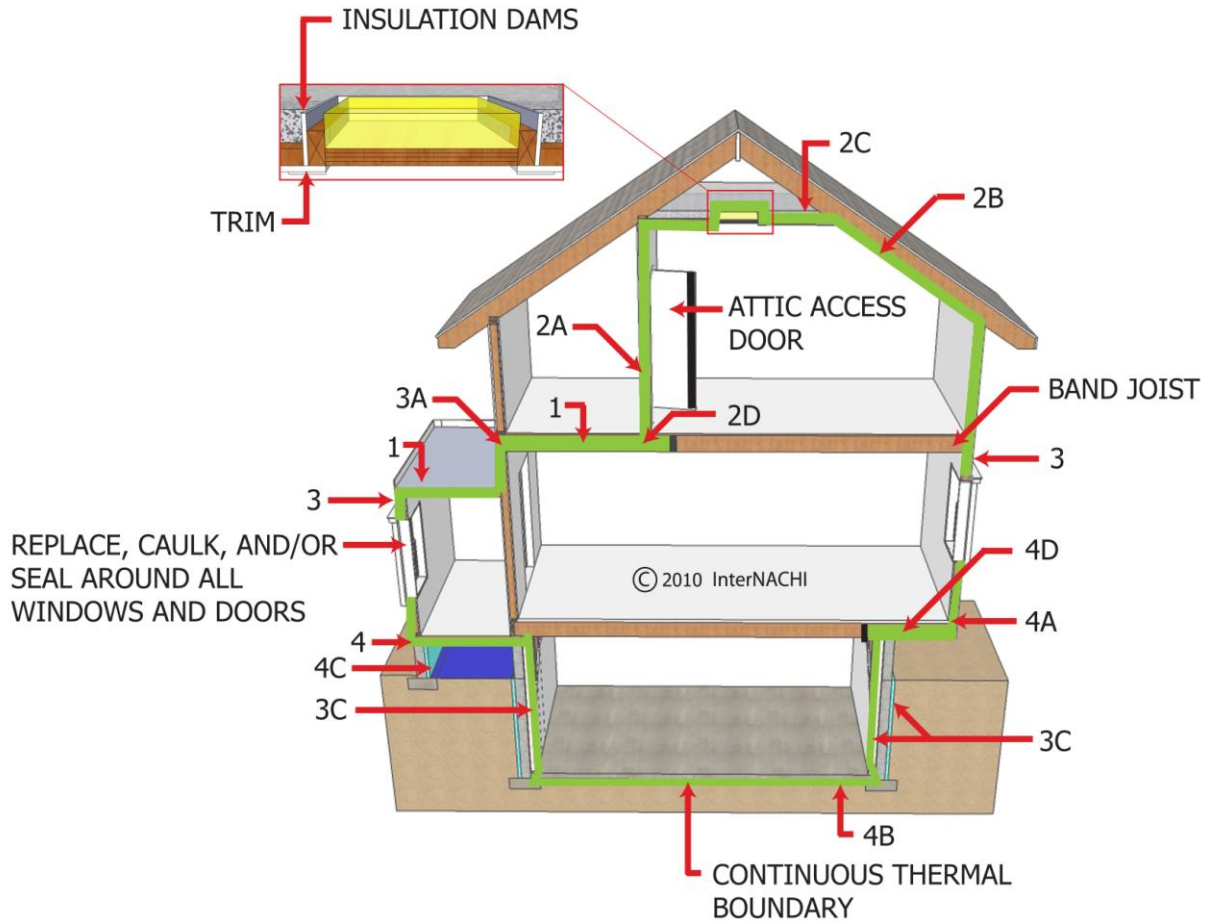 INSULATION DAMS
TRIM
2C
2B
ATTIC ACCESS
DOOR
2A
3A
1
2D
BAND JOIST
1
3
3
REPLACE, CAULK, AND/OR
SEAL AROUND ALL
WINDOWS AND DOORS
© 2010 InterNACHI
4D
4
4A
4C
3C
3C
4B
CONTINUOUS THERMAL
BOUNDARY